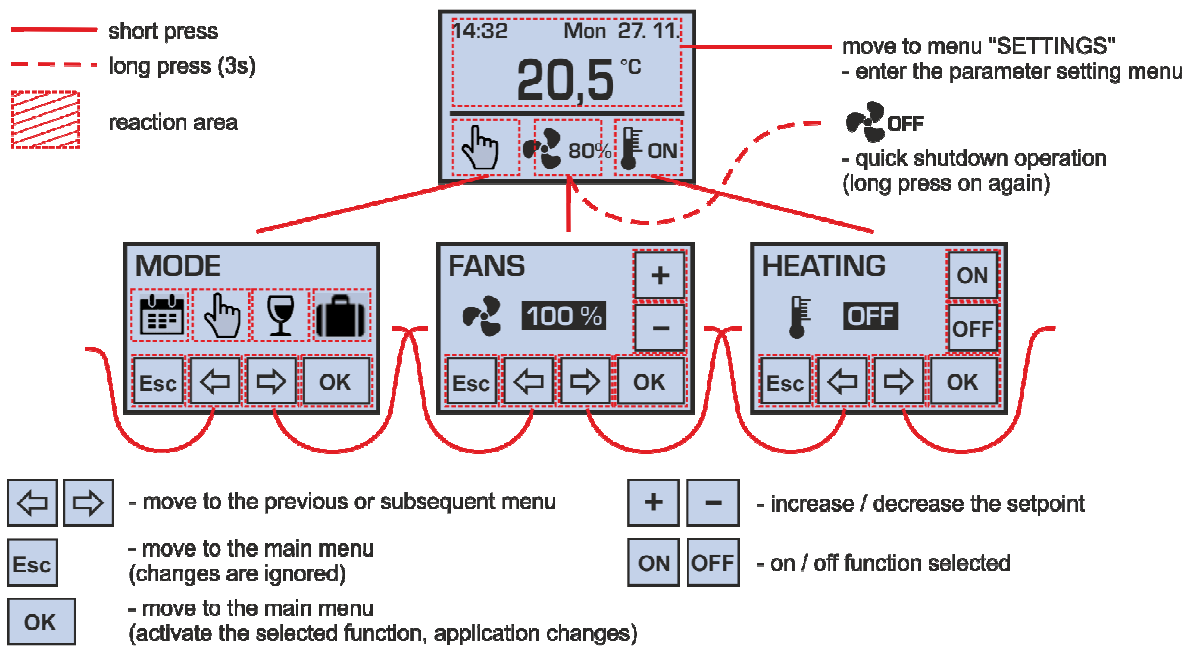 short press
long press (3s)
reaction area
14:32 Mon 27. 11.
20,5 °C
80% ON
move to menu "SETTINGS"
- enter the parameter setting menu
OFF
- quick shutdown operation
(long press on again)
MODE
Esc OK
FANS
+
100 %
−
Esc OK
HEATING
ON
OFF
OFF
Esc OK
- move to the previous or subsequent menu
Esc
- move to the main menu
(changes are ignored)
OK
- move to the main menu
(activate the selected function, application changes)
+ − - increase / decrease the setpoint
ON OFF - on / off function selected